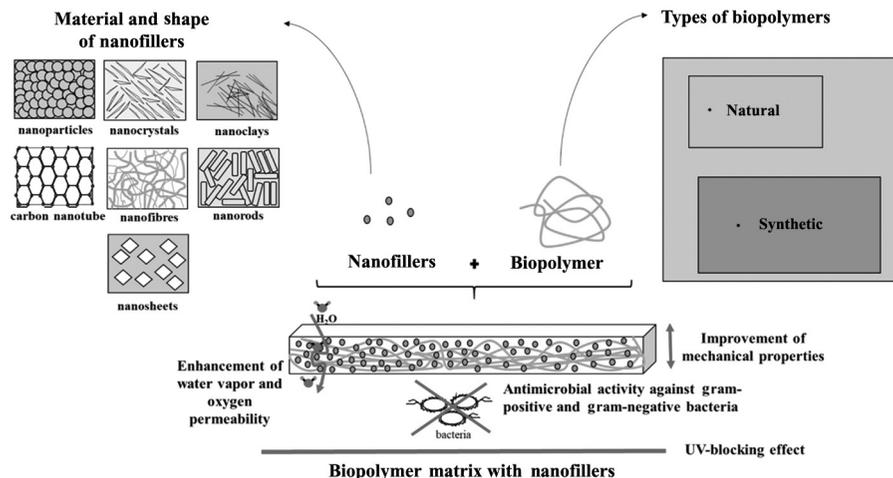 Material and shape
of nanofillers
nanoparticles
nanocrystals
nanoclays
carbon nanotube
nanofibres
nanorods
nanosheets
Types of biopolymers
• Natural
• Synthetic
Nanofillers + Biopolymer
H₂O
Enhancement of
water vapor and
oxygen
permeability
Improvement of
mechanical properties
Antimicrobial activity against gram-
positive and gram-negative bacteria
bacteria
UV-blocking effect
Biopolymer matrix with nanofillers